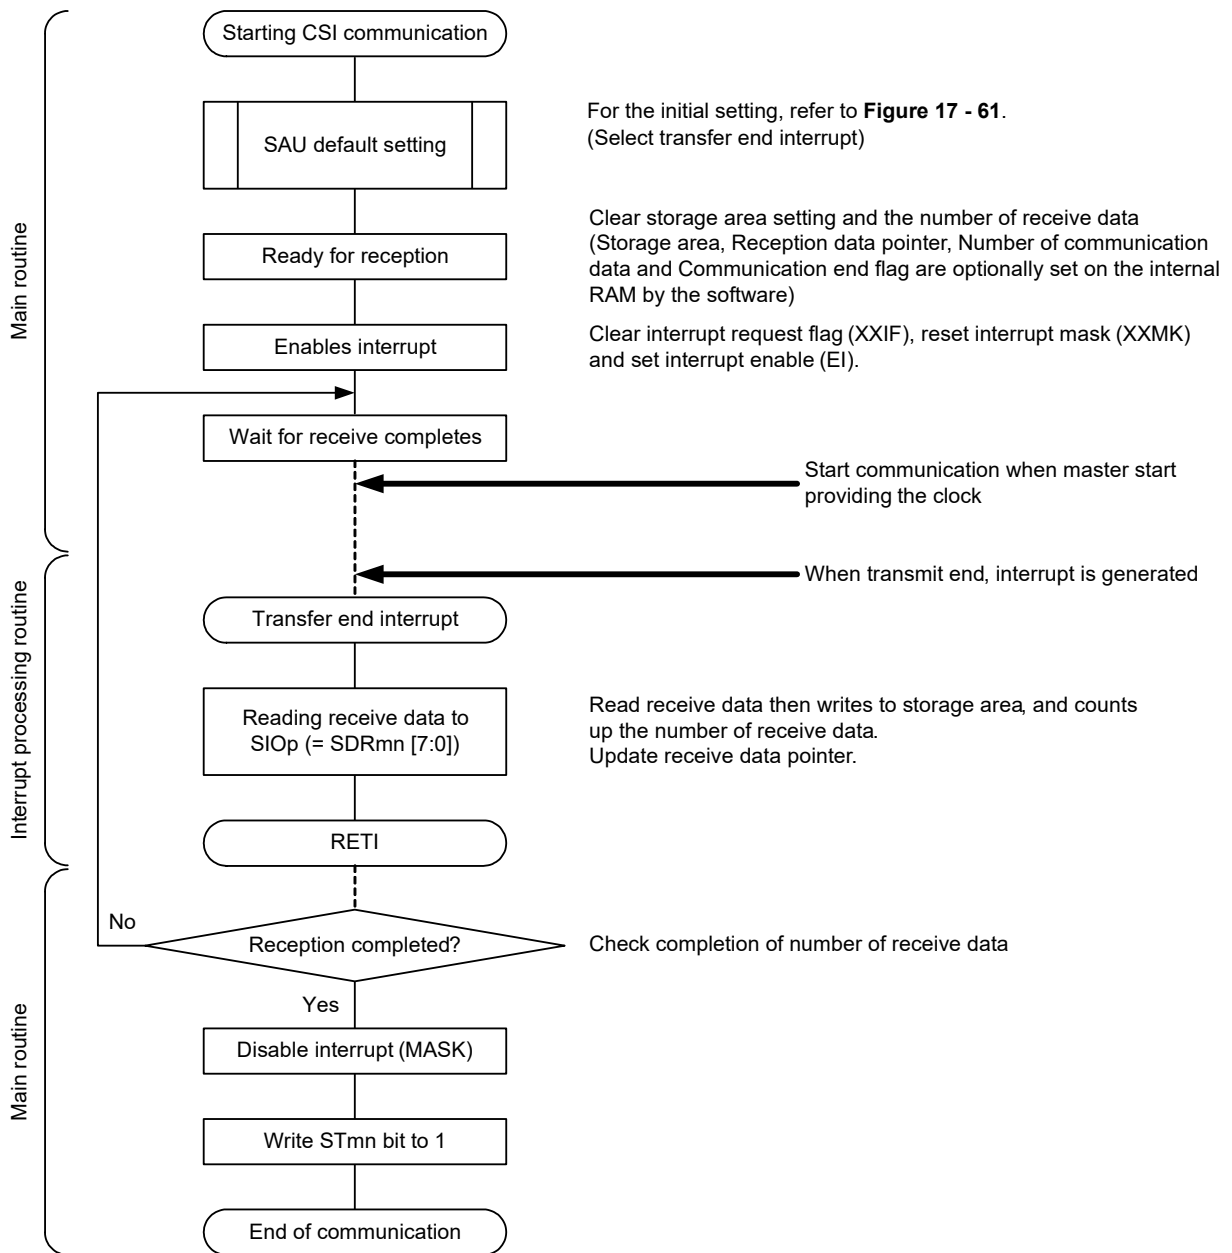 Starting CSI communication
SAU default setting
For the initial setting, refer to Figure 17 - 61.
(Select transfer end interrupt)
Main routine
Ready for reception
Clear storage area setting and the number of receive data
(Storage area, Reception data pointer, Number of communication
data and Communication end flag are optionally set on the internal
RAM by the software)
Enables interrupt
Clear interrupt request flag (XXIF), reset interrupt mask (XXMK)
and set interrupt enable (EI).
Wait for receive completes
Start communication when master start
providing the clock
When transmit end, interrupt is generated
Interrupt processing routine
Transfer end interrupt
Reading receive data to
SIOp (= SDRmn [7:0])
Read receive data then writes to storage area, and counts
up the number of receive data.
Update receive data pointer.
RETI
No
Reception completed?
Check completion of number of receive data
Yes
Main routine
Disable interrupt (MASK)
Write STmn bit to 1
End of communication